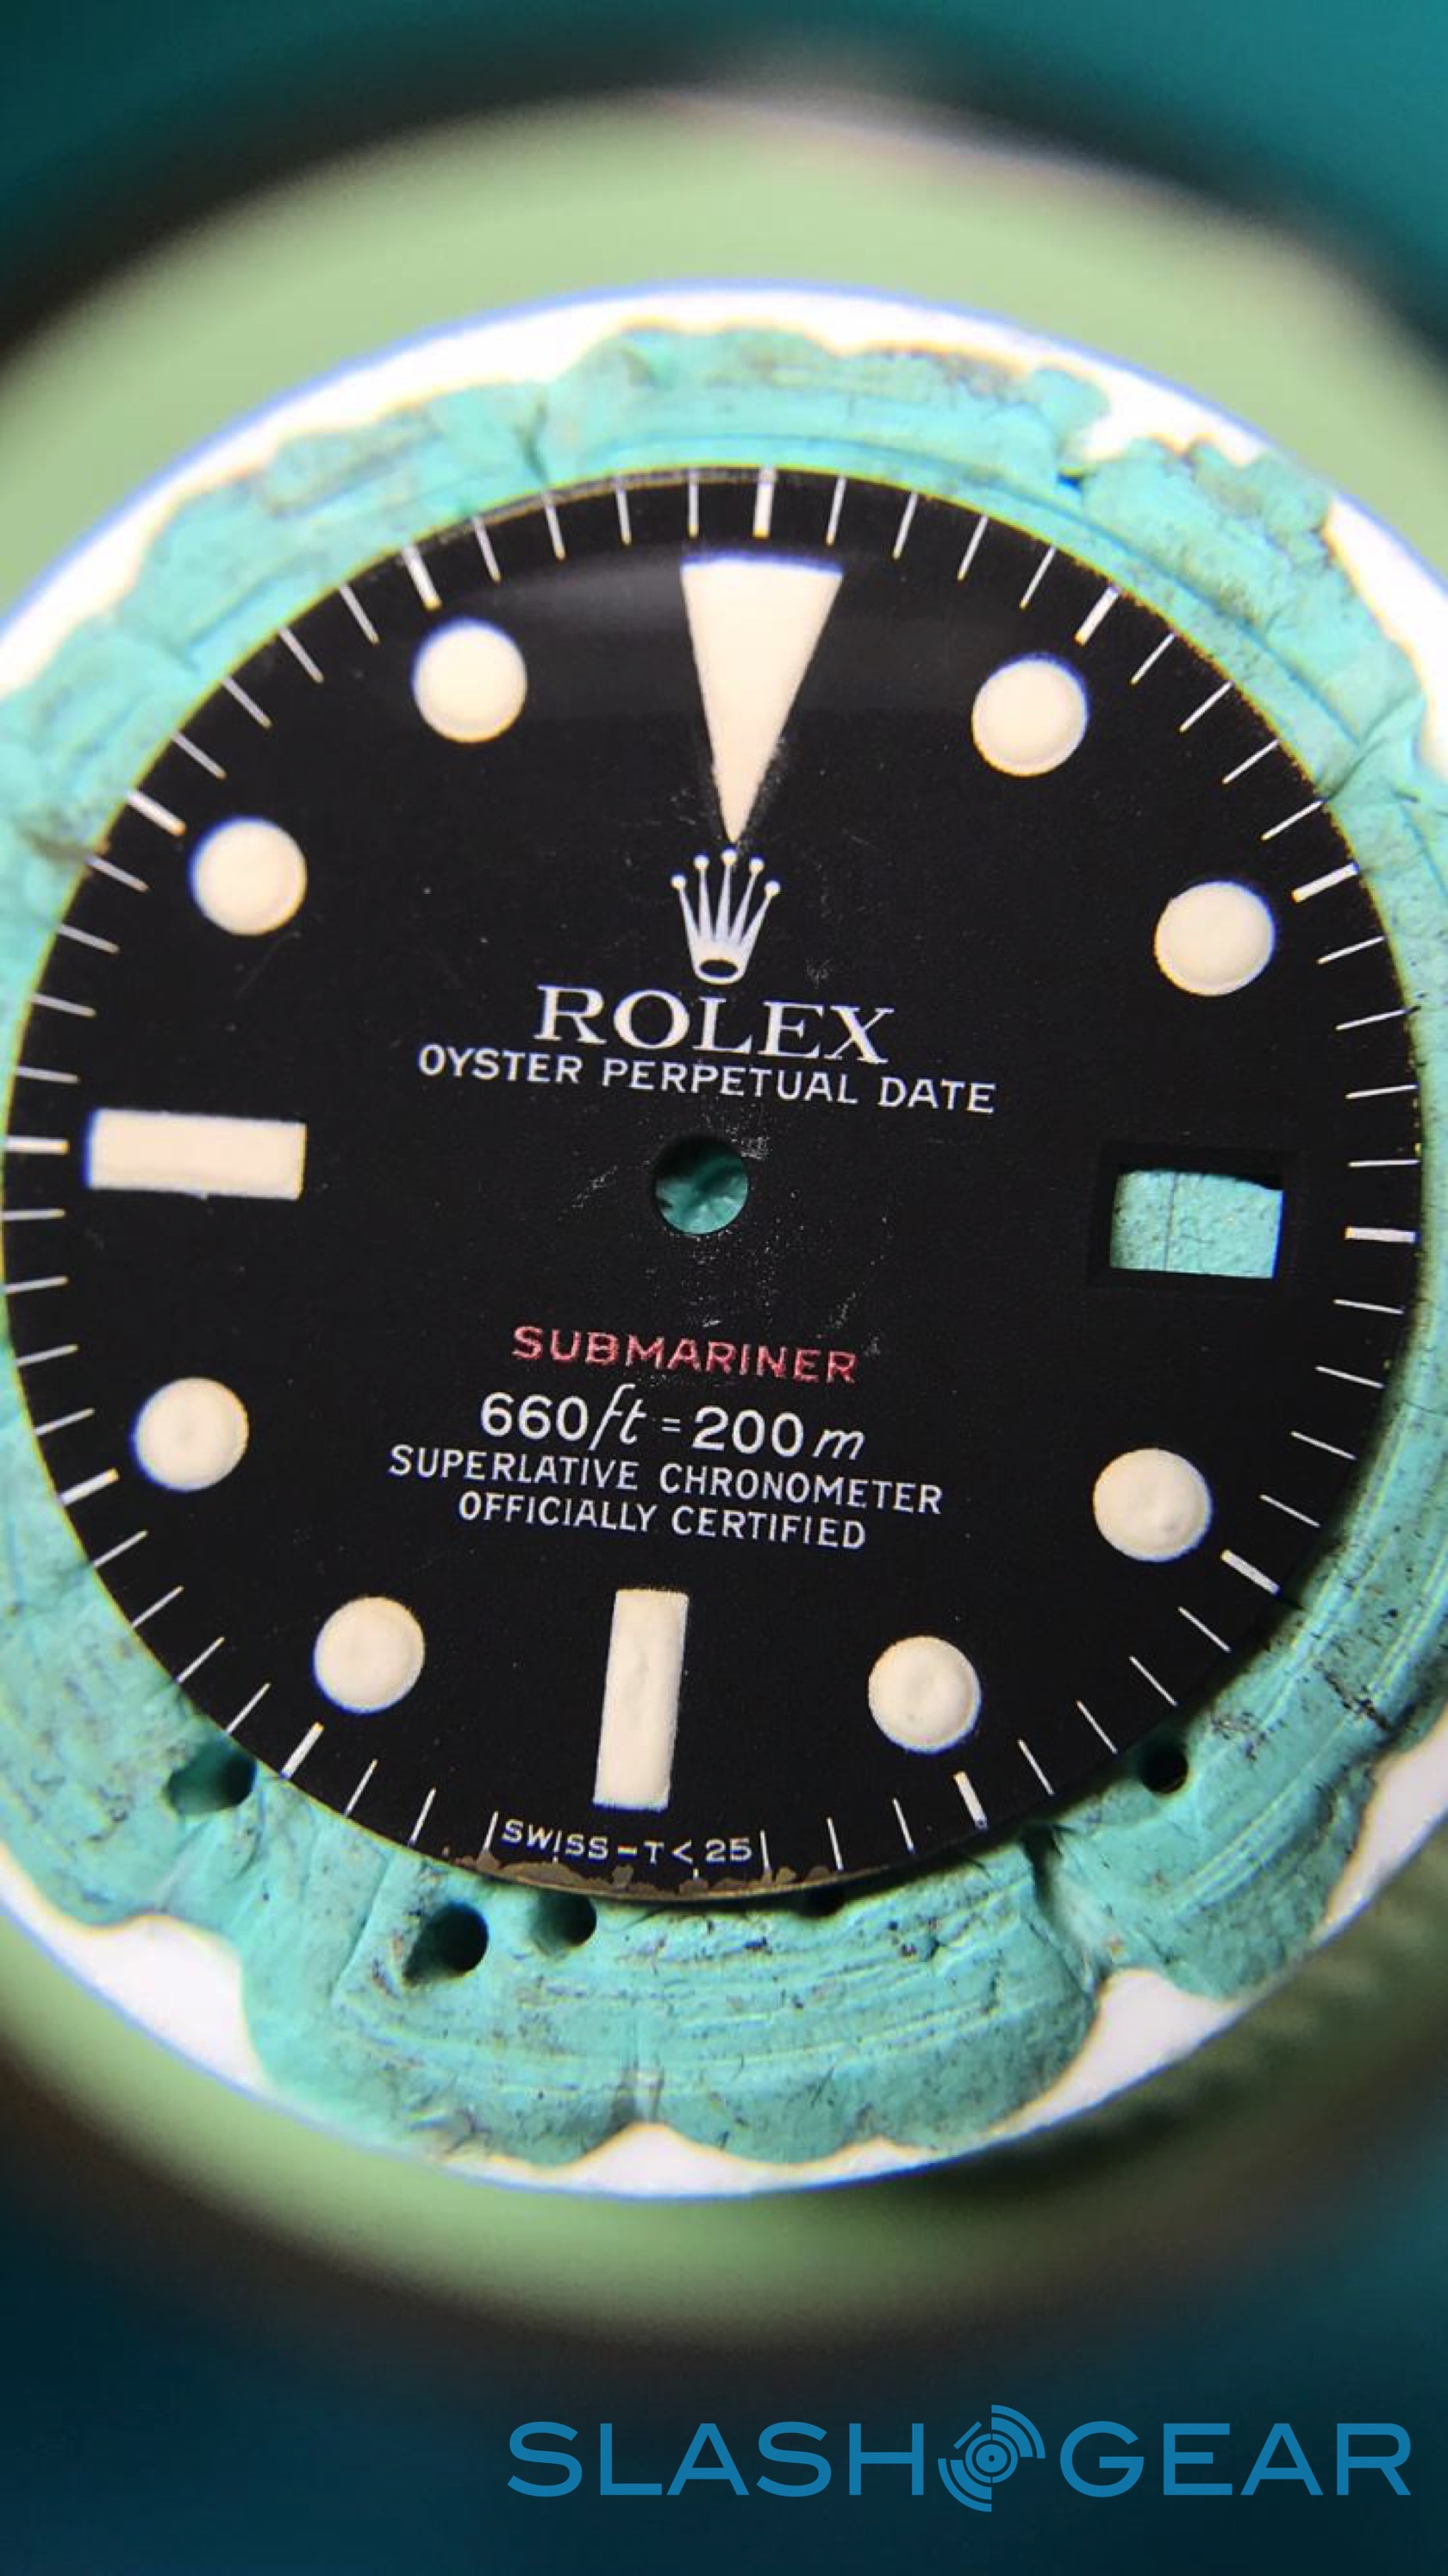 ROLEX
OYSTER PERPETUAL DATE
SUBMARINER
660ft = 200m
SUPERLATIVE CHRONOMETER
OFFICIALLY CERTIFIED
SWISS-T<25
SLASHGEAR